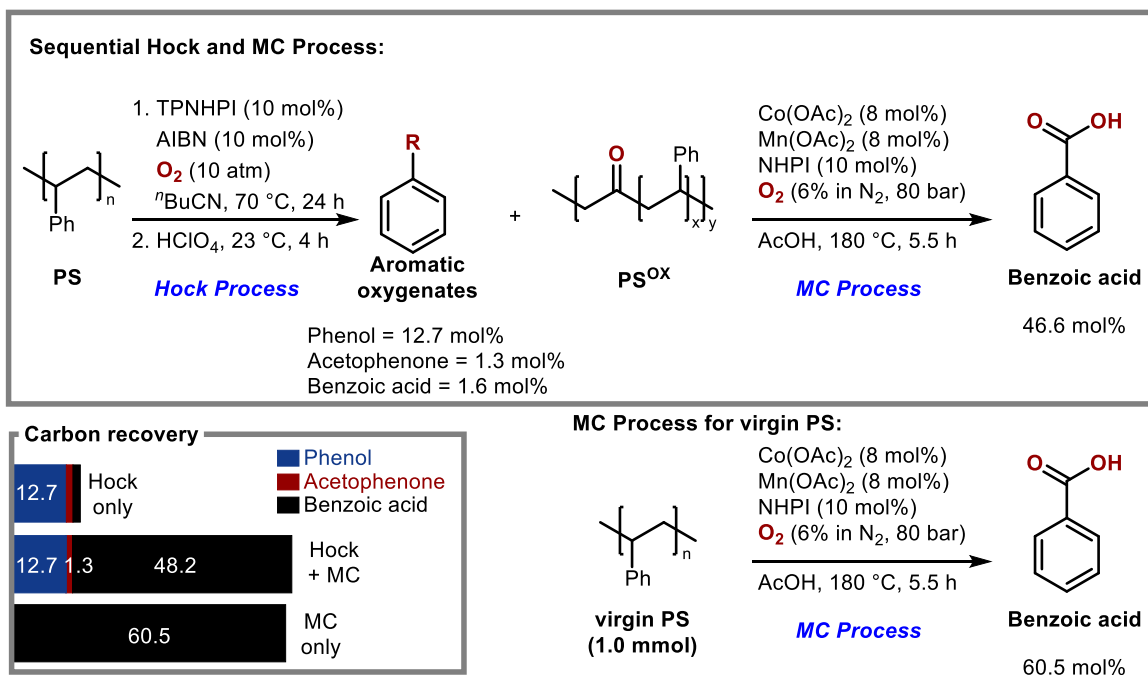 Sequential Hock and MC Process:
1. TPNHPI (10 mol%)
AIBN (10 mol%)
O2 (10 atm)
nBuCN, 70 °C, 24 h
2. HClO4, 23 °C, 4 h
Hock Process
n
Ph
PS
R
Aromatic
oxygenates
Phenol = 12.7 mol%
Acetophenone = 1.3 mol%
Benzoic acid = 1.6 mol%
+
O
Ph
x
y
PSOX
Co(OAc)2 (8 mol%)
Mn(OAc)2 (8 mol%)
NHPI (10 mol%)
O2 (6% in N2, 80 bar)
AcOH, 180 °C, 5.5 h
MC Process
O
OH
Benzoic acid
46.6 mol%
Carbon recovery
Phenol
Acetophenone
Benzoic acid
12.7
Hock
only
12.7 1.3 48.2
Hock
+ MC
60.5
MC
only
MC Process for virgin PS:
n
Ph
virgin PS
(1.0 mmol)
Co(OAc)2 (8 mol%)
Mn(OAc)2 (8 mol%)
NHPI (10 mol%)
O2 (6% in N2, 80 bar)
AcOH, 180 °C, 5.5 h
MC Process
O
OH
Benzoic acid
60.5 mol%